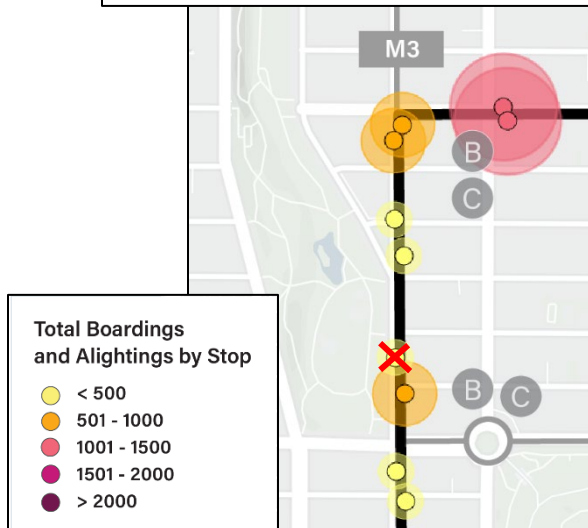 M3
B
C
B
C
Total Boardings
and Alightings by Stop
< 500
501 - 1000
1001 - 1500
1501 - 2000
> 2000